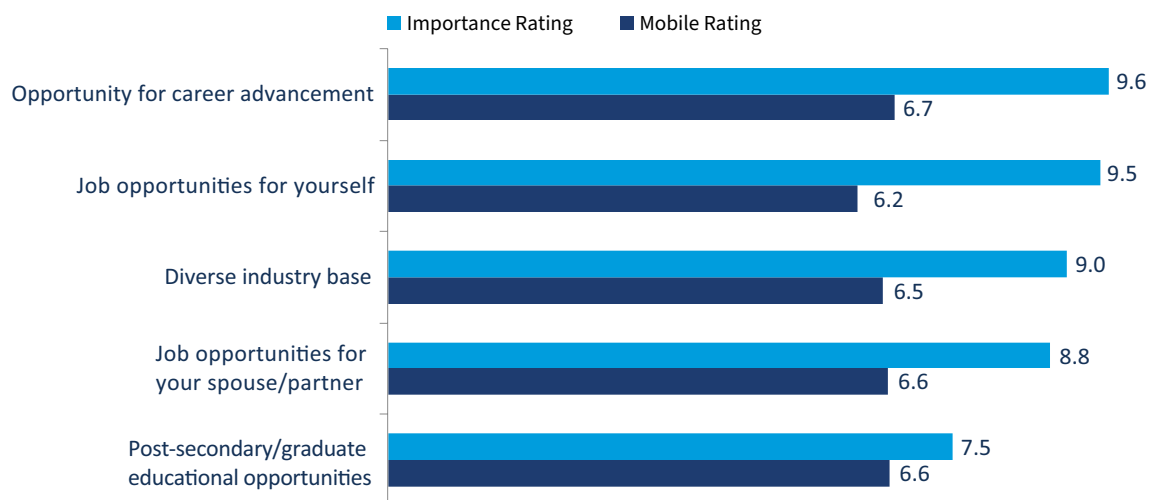 Importance Rating Mobile Rating
Opportunity for career advancement
9.6
6.7
Job opportunities for yourself
9.5
6.2
Diverse industry base
9.0
6.5
Job opportunities for
your spouse/partner
8.8
6.6
Post-secondary/graduate
educational opportunities
7.5
6.6